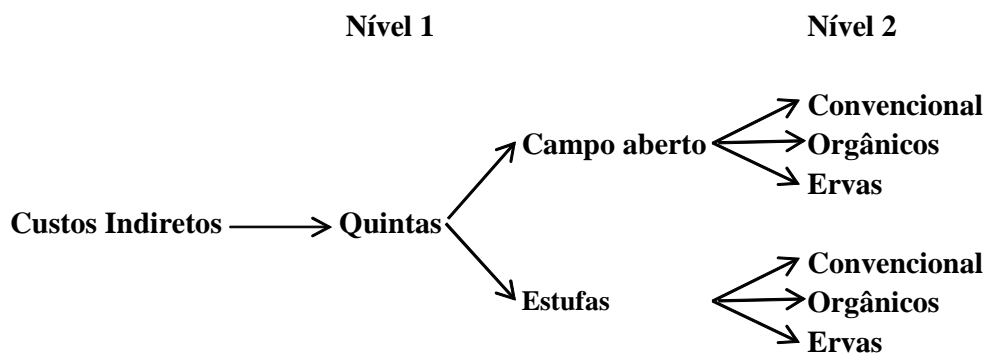 Nível 1 Nível 2
Convencional
Campo aberto Orgânicos
Ervas
Custos Indiretos Quintas
Convencional
Estufas Orgânicos
Ervas